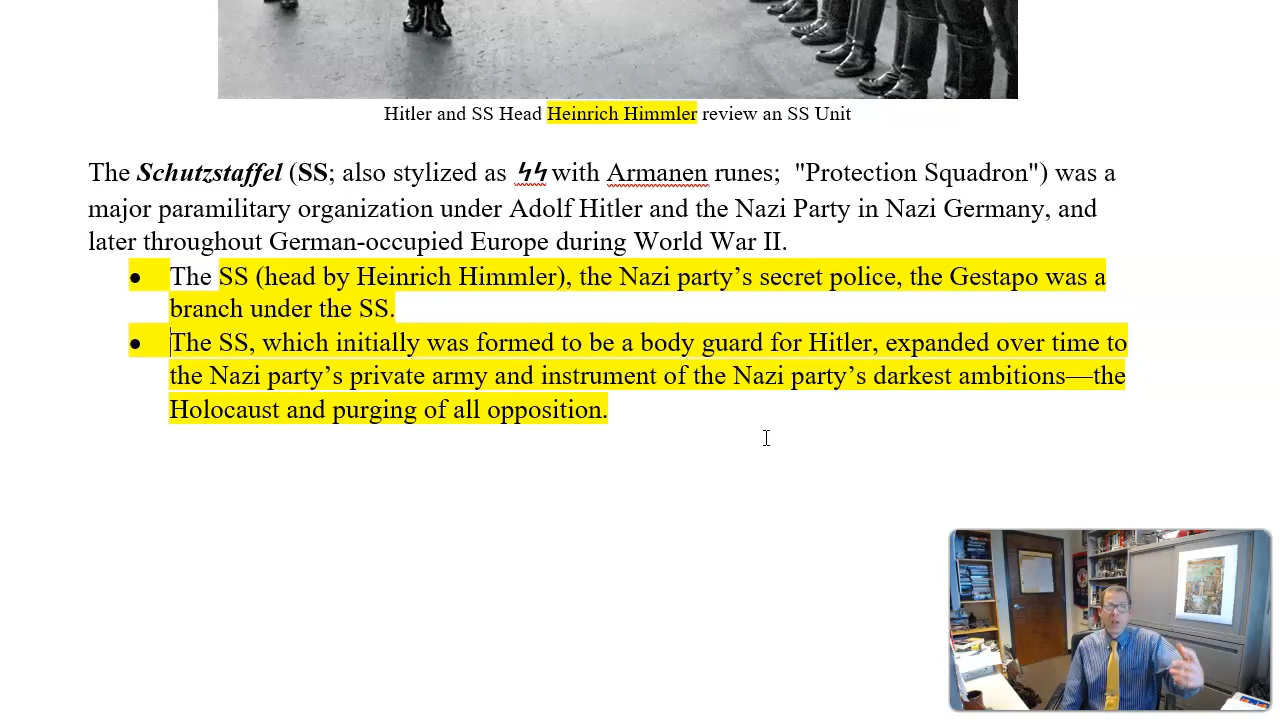 Hitler and SS Head Heinrich Himmler review an SS Unit
The Schutzstaffel (SS; also stylized as ᛋᛋ with Armanen runes;  "Protection Squadron") was a
major paramilitary organization under Adolf Hitler and the Nazi Party in Nazi Germany, and
later throughout German-occupied Europe during World War II.
● The SS (head by Heinrich Himmler), the Nazi party’s secret police, the Gestapo was a
branch under the SS.
● The SS, which initially was formed to be a body guard for Hitler, expanded over time to
the Nazi party’s private army and instrument of the Nazi party’s darkest ambitions—the
Holocaust and purging of all opposition.